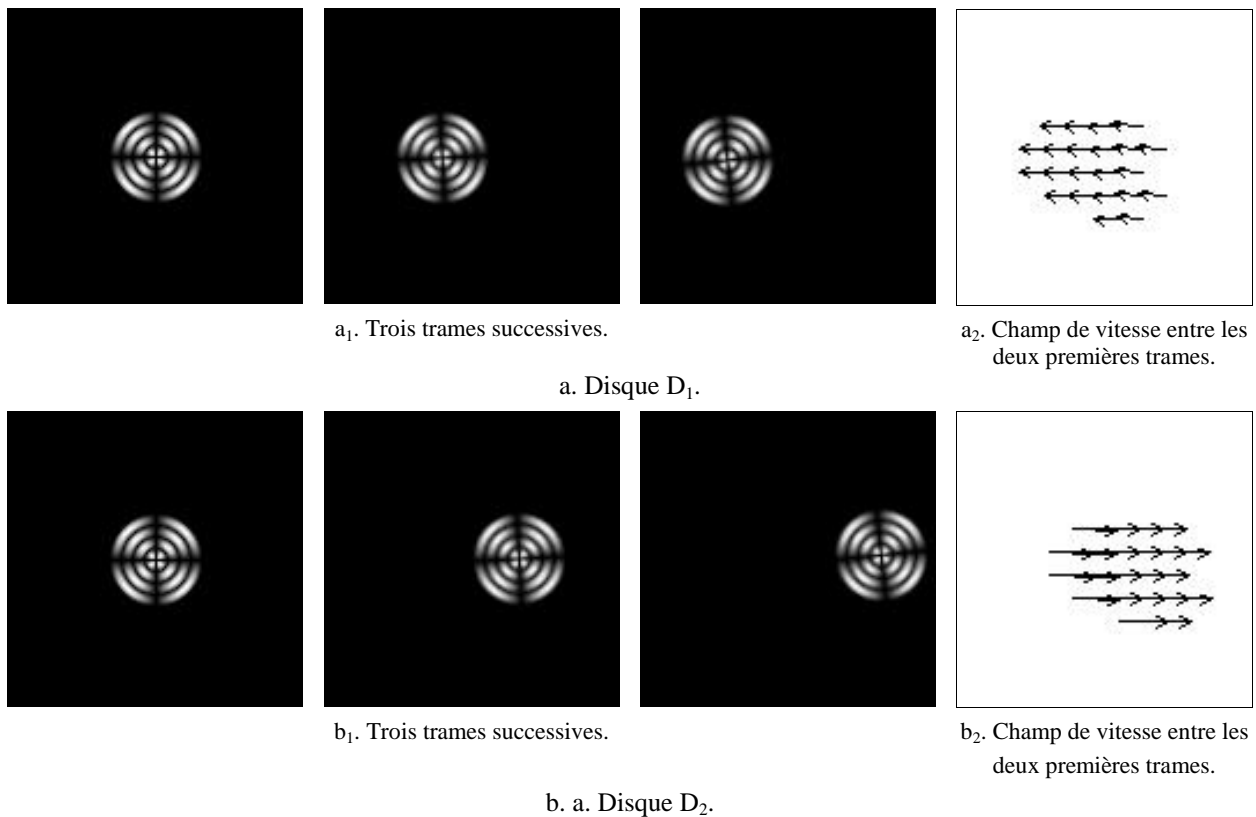 a₁. Trois trames successives.
a₂. Champ de vitesse entre les
deux premières trames.
a. Disque D₁.
b₁. Trois trames successives.
b₂. Champ de vitesse entre les
deux premières trames.
b. a. Disque D₂.